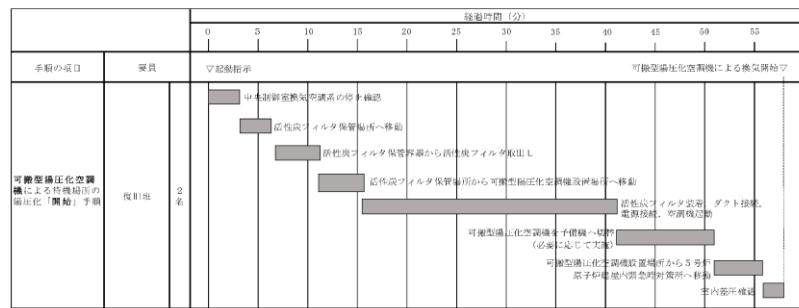 経過時間（分）
0 5 10 15 20 25 30 35 40 45 50 55
手順の項目 要員 ▽起動指示 可搬型陽圧化空調機による換気開始▽
中央制御室換気空調系の停止確認
活性炭フィルタ保管場所へ移動
活性炭フィルタ保管容器から活性炭フィルタ取出し
活性炭フィルタ保管場所から可搬型陽圧化空調機設置場所へ移動
可搬型陽圧化空調
機による待機場所の
陽圧化「開始」手順
復旧班
2
名
活性炭フィルタ装着，ダクト接続，
電源接続，空調機起動
可搬型陽圧化空調機を予備機へ切替
（必要に応じて実施）
可搬型陽圧化空調機設置場所から５号炉
原子炉建屋内緊急時対策所へ移動
室内差圧確認